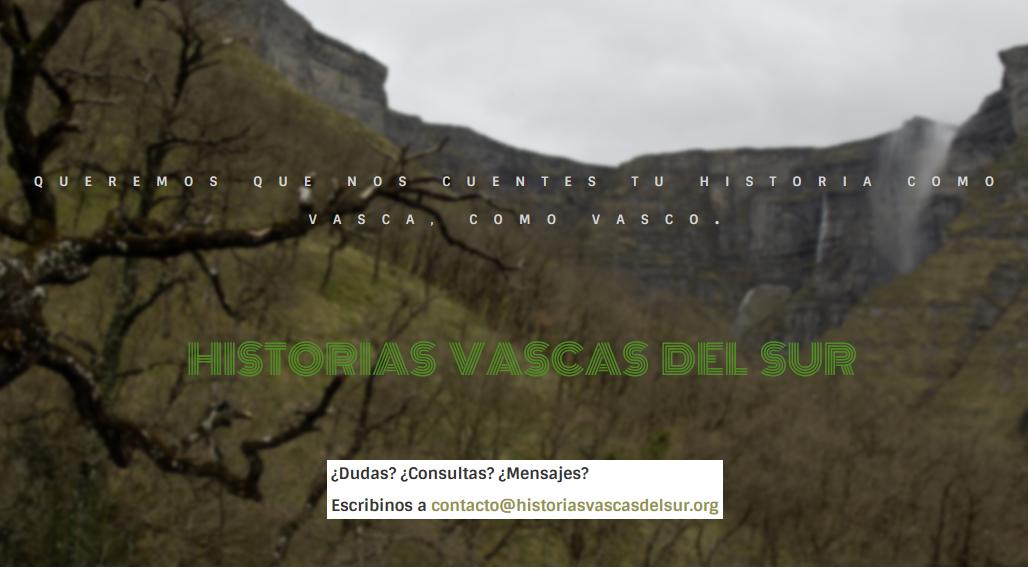 QUEREMOS QUE NOS CUENTES TU HISTORIA COMO
VASCA, COMO VASCO.
HISTORIAS VASCAS DEL SUR
¿Dudas? ¿Consultas? ¿Mensajes?
Escribinos a contacto@historiasvascasdelsur.org